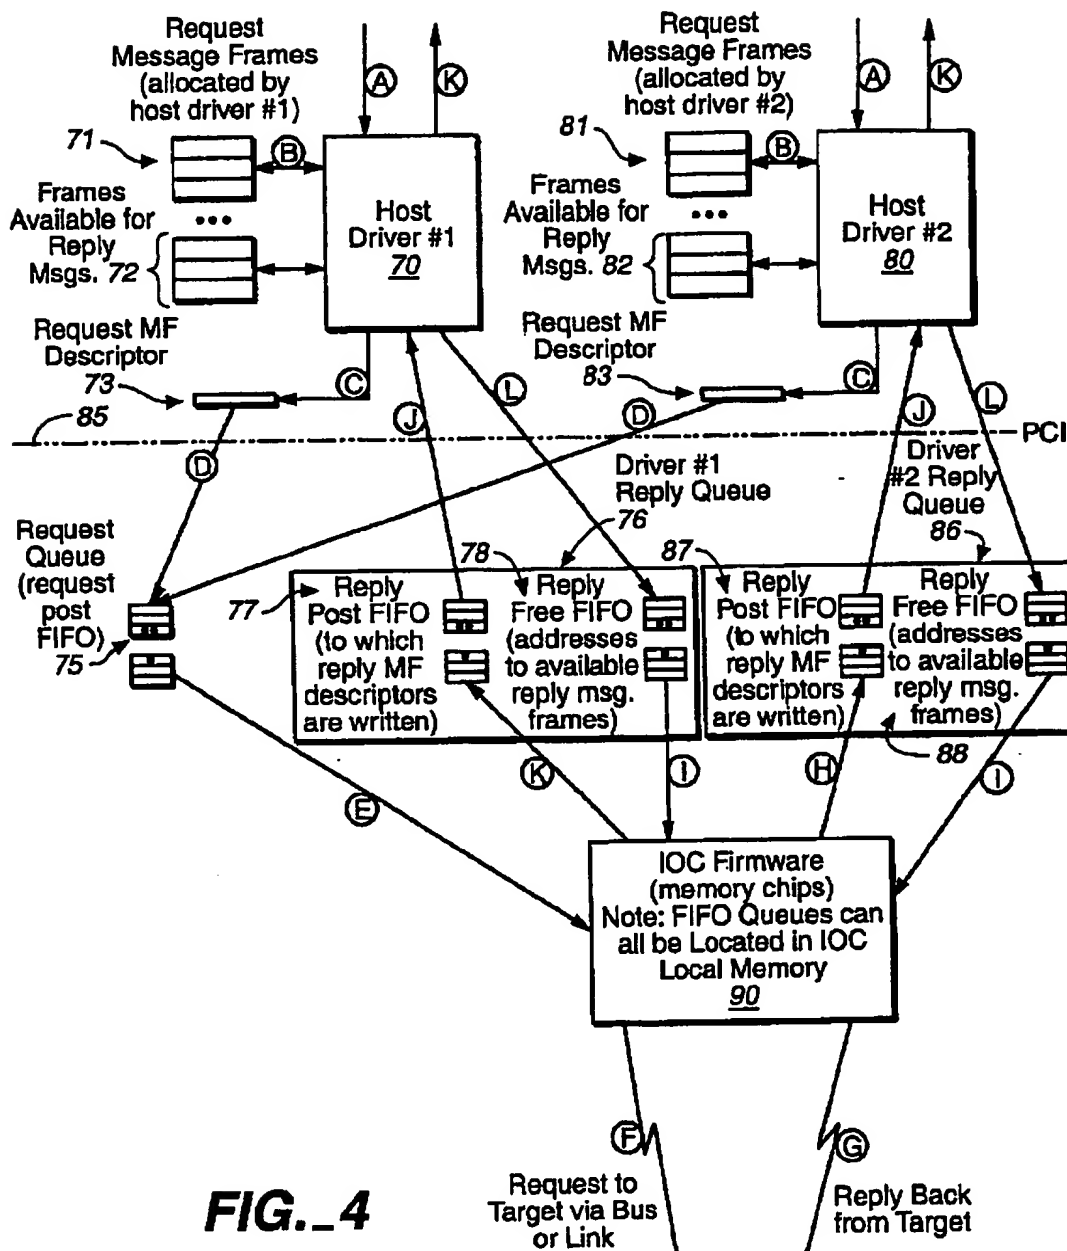 Request
Message Frames
(allocated by
host driver #1)
A
K
71
B
Frames
Available for
Reply
Msgs. 72
Host
Driver #1
70
Request MF
Descriptor
73
C
85
D
J
L
Request
Message Frames
(allocated by
host driver #2)
A
K
81
B
Frames
Available for
Reply
Msgs. 82
Host
Driver #2
80
Request MF
Descriptor
83
C
D
J
L
PCI
Request
Queue
(request
post
FIFO)
75
Driver #1
Reply Queue
76
77
Reply
Post FIFO
(to which
reply MF
descriptors
are written)
78
Reply
Free FIFO
(addresses
to available
reply msg.
frames)
Driver
#2 Reply
Queue
86
87
Reply
Post FIFO
(to which
reply MF
descriptors
are written)
Reply
Free FIFO
(addresses
to available
reply msg.
frames)
88
E
K
I
H
I
IOC Firmware
(memory chips)
Note: FIFO Queues can
all be Located in IOC
Local Memory
90
F
G
Request to
Target via Bus
or Link
Reply Back
from Target
FIG._4